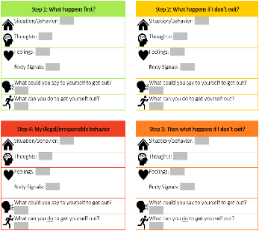 Step 1: What happens first?
Situation/Behavior:
Thoughts:
Feelings:
Body Signals:
What could you say to yourself to get out?
What can you do to get yourself out?
Step 2: What happens if I don't exit?
Situation/Behavior:
Thoughts:
Feelings:
Body Signals:
What could you say to yourself to get out?
What can you do to get yourself out?
Step 4: My illegal/irresponsible behavior
Situation/Behavior:
Thoughts:
Feelings:
Body Signals:
What could you say to yourself to get out?
What can you do to get yourself out?
Step 3: Then what happens if I don't exit?
Situation/Behavior:
Thoughts:
Feelings:
Body Signals:
What could you say to yourself to get out?
What can you do to get yourself out?